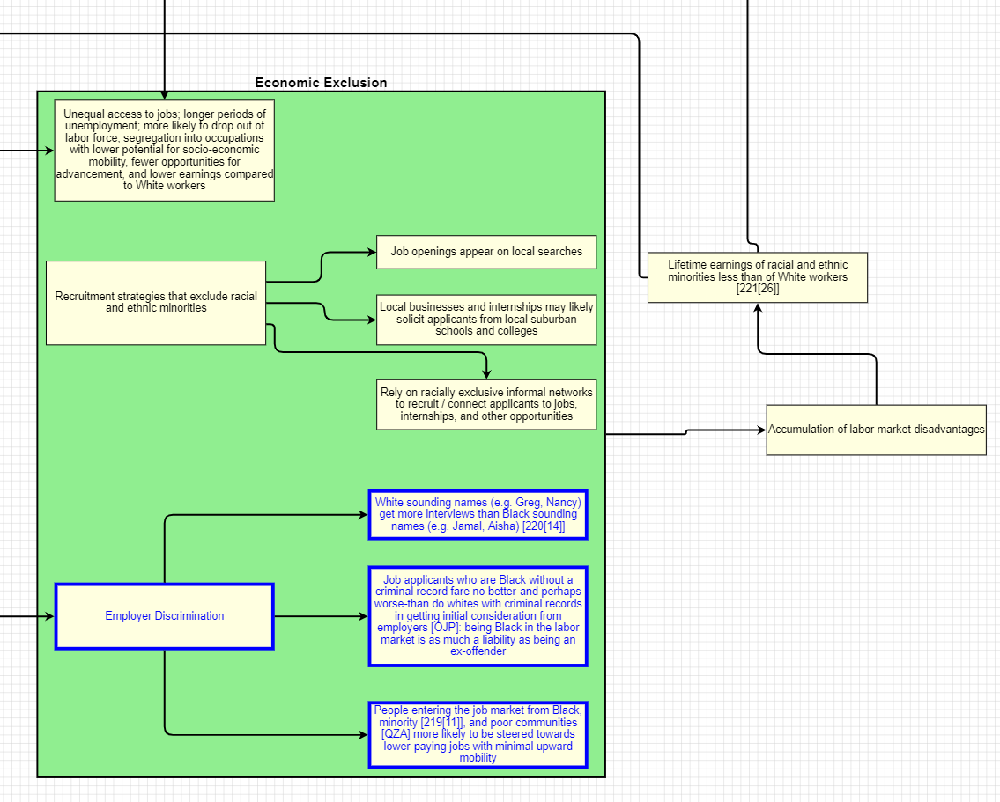 Economic Exclusion
Unequal access to jobs; longer periods of
unemployment; more likely to drop out of
labor force; segregation into occupations
with lower potential for socio-economic
mobility, fewer opportunities for
advancement, and lower earnings compared
to White workers
Job openings appear on local searches
Recruitment strategies that exclude racial
and ethnic minorities
Local businesses and internships may likely
solicit applicants from local suburban
schools and colleges
Rely on racially exclusive informal networks
to recruit / connect applicants to jobs,
internships, and other opportunities
Lifetime earnings of racial and ethnic
minorities less than of White workers
[221[26]]
Accumulation of labor market disadvantages
White sounding names (e.g. Greg, Nancy)
get more interviews than Black sounding
names (e.g. Jamal, Aisha) [220[14]]
Employer Discrimination
Job applicants who are Black without a
criminal record fare no better-and perhaps
worse-than do whites with criminal records
in getting initial consideration from
employers [OJP]: being Black in the labor
market is as much a liability as being an
ex-offender
People entering the job market from Black,
minority [219[11]], and poor communities
[QZA] more likely to be steered towards
lower-paying jobs with minimal upward
mobility